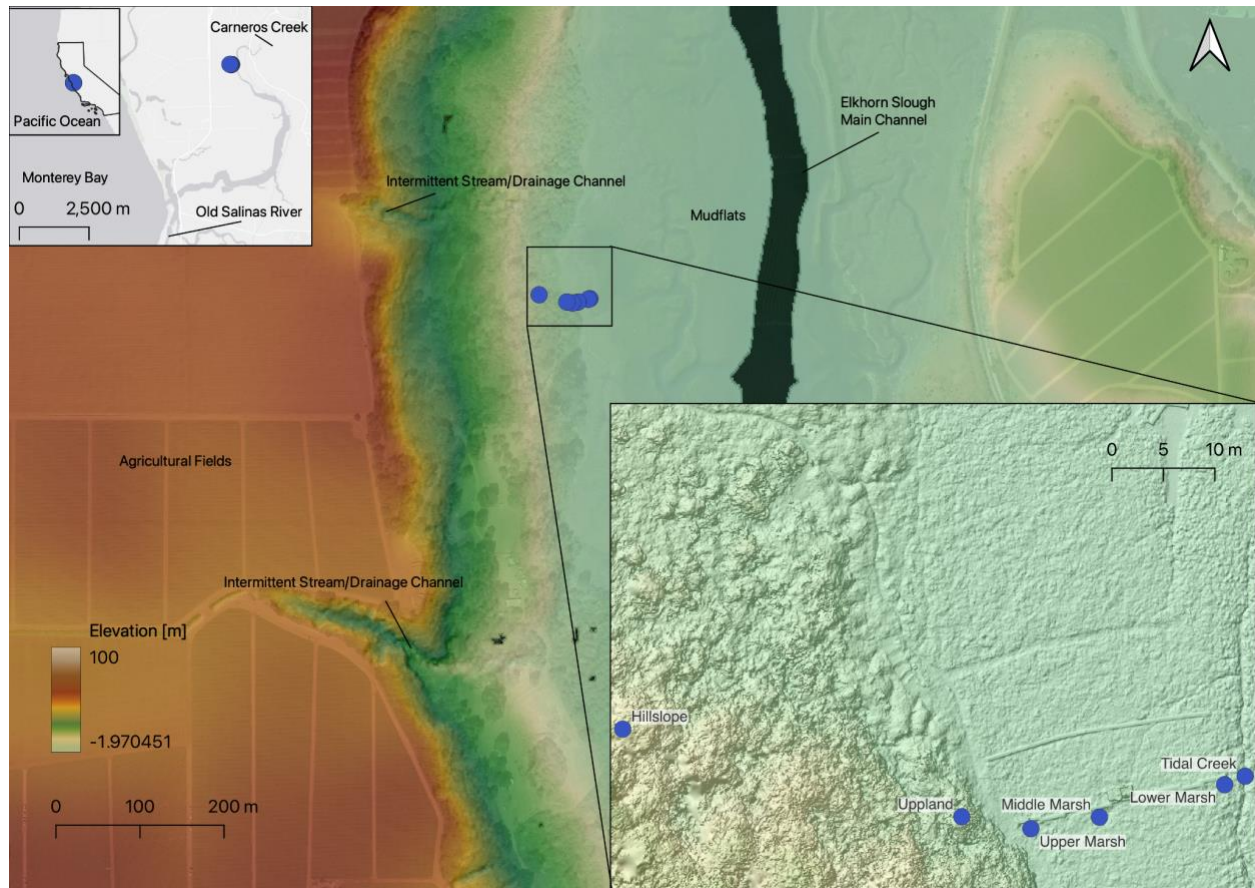 Carneros Creek
Pacific Ocean
Monterey Bay
0 2,500 m
Old Salinas River
Intermittent Stream/Drainage Channel
Elkhorn Slough
Main Channel
Mudflats
Agricultural Fields
Intermittent Stream/Drainage Channel
Elevation [m]
100
-1.970451
0 100 200 m
0 5 10 m
Hillslope
Uppland
Middle Marsh
Upper Marsh
Lower Marsh
Tidal Creek